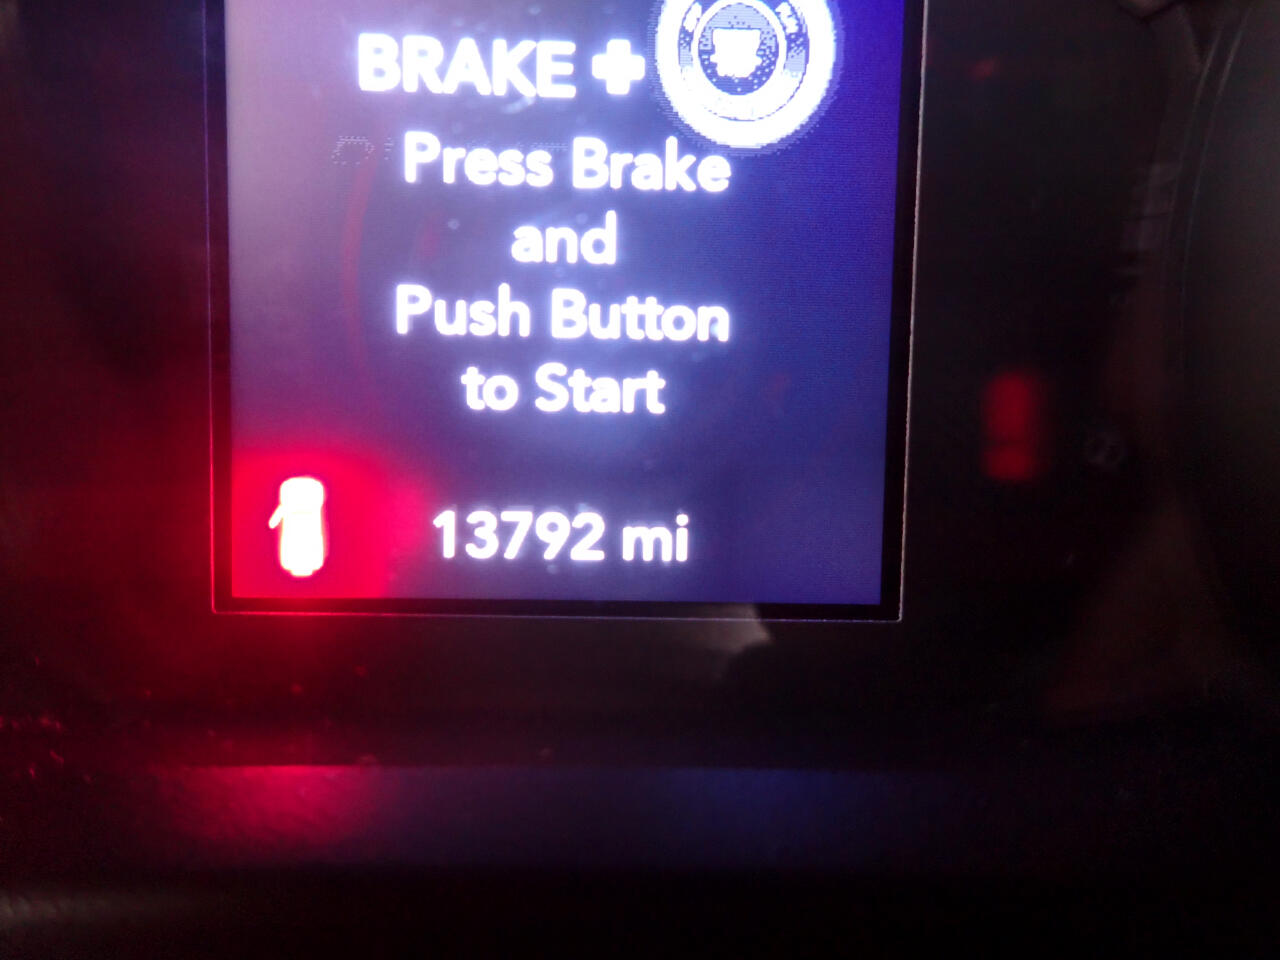 BRAKE +
Press Brake
and
Push Button
to Start
13792 mi